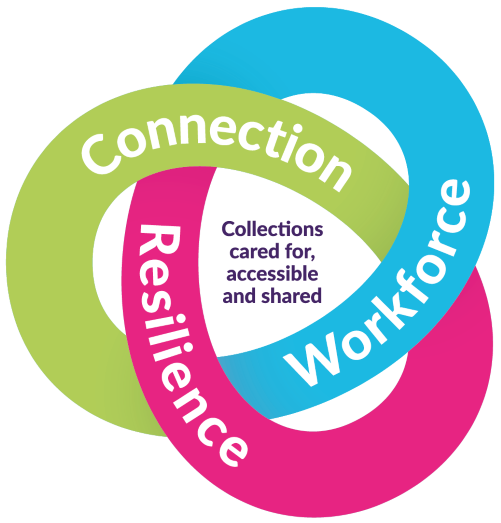 Connection
Workforce
Resilience
Collections
cared for,
accessible
and shared